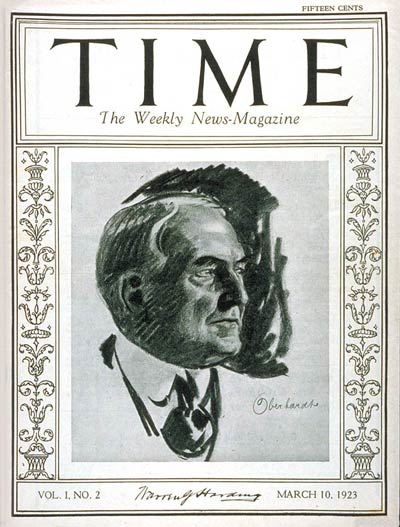 FIFTEEN CENTS
TIME
The Weekly News-Magazine
Oberhardt
VOL. I, NO. 2
Warren G Harding
MARCH 10, 1923